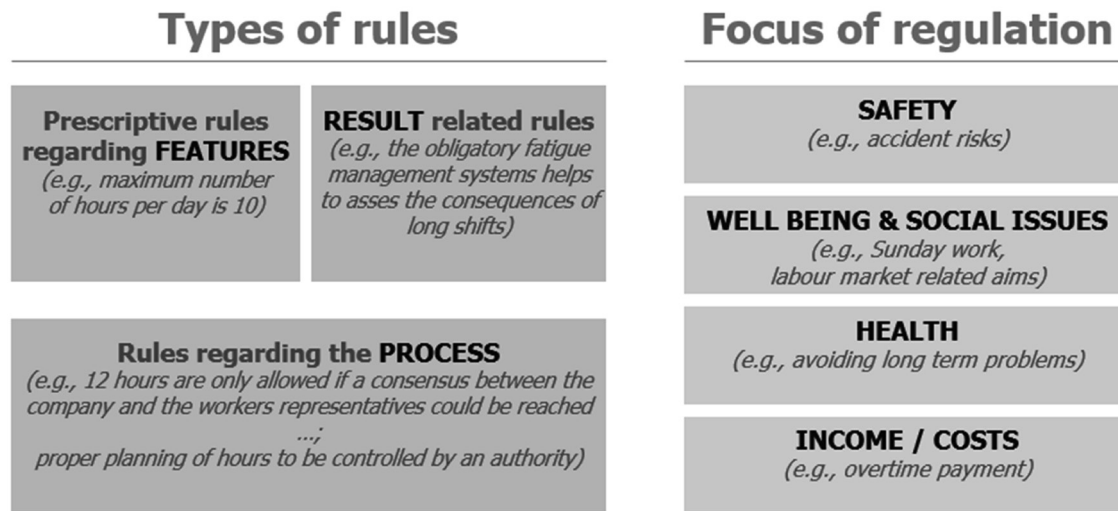 Types of rules
Prescriptive rules
regarding FEATURES
(e.g., maximum number
of hours per day is 10)
RESULT related rules
(e.g., the obligatory fatigue
management systems helps
to asses the consequences of
long shifts)
Rules regarding the PROCESS
(e.g., 12 hours are only allowed if a consensus between the
company and the workers representatives could be reached
...;
proper planning of hours to be controlled by an authority)
Focus of regulation
SAFETY
(e.g., accident risks)
WELL BEING & SOCIAL ISSUES
(e.g., Sunday work,
labour market related aims)
HEALTH
(e.g., avoiding long term problems)
INCOME / COSTS
(e.g., overtime payment)